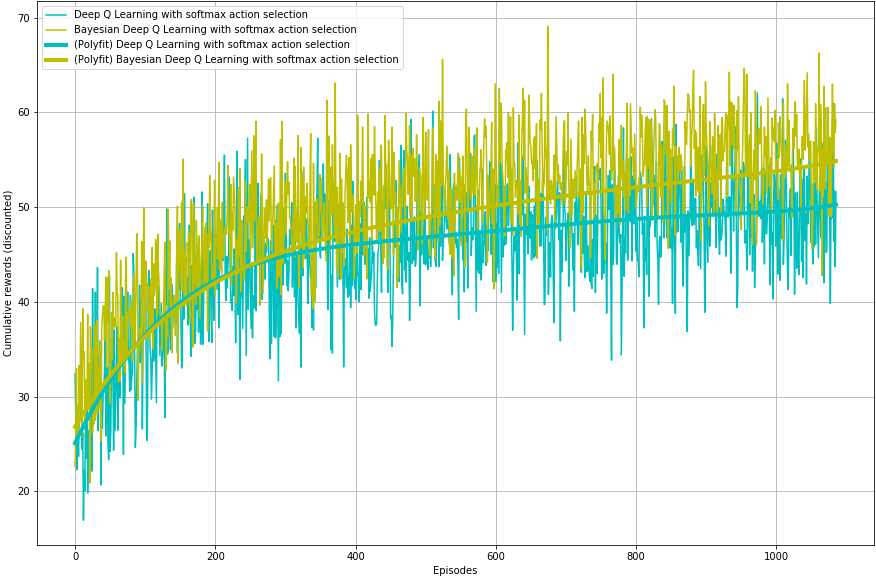 Deep Q Learning with softmax action selection
Bayesian Deep Q Learning with softmax action selection
(Polyfit) Deep Q Learning with softmax action selection
(Polyfit) Bayesian Deep Q Learning with softmax action selection
70
60
50
40
30
20
Cumulative rewards (discounted)
0
200
400
600
800
1000
Episodes